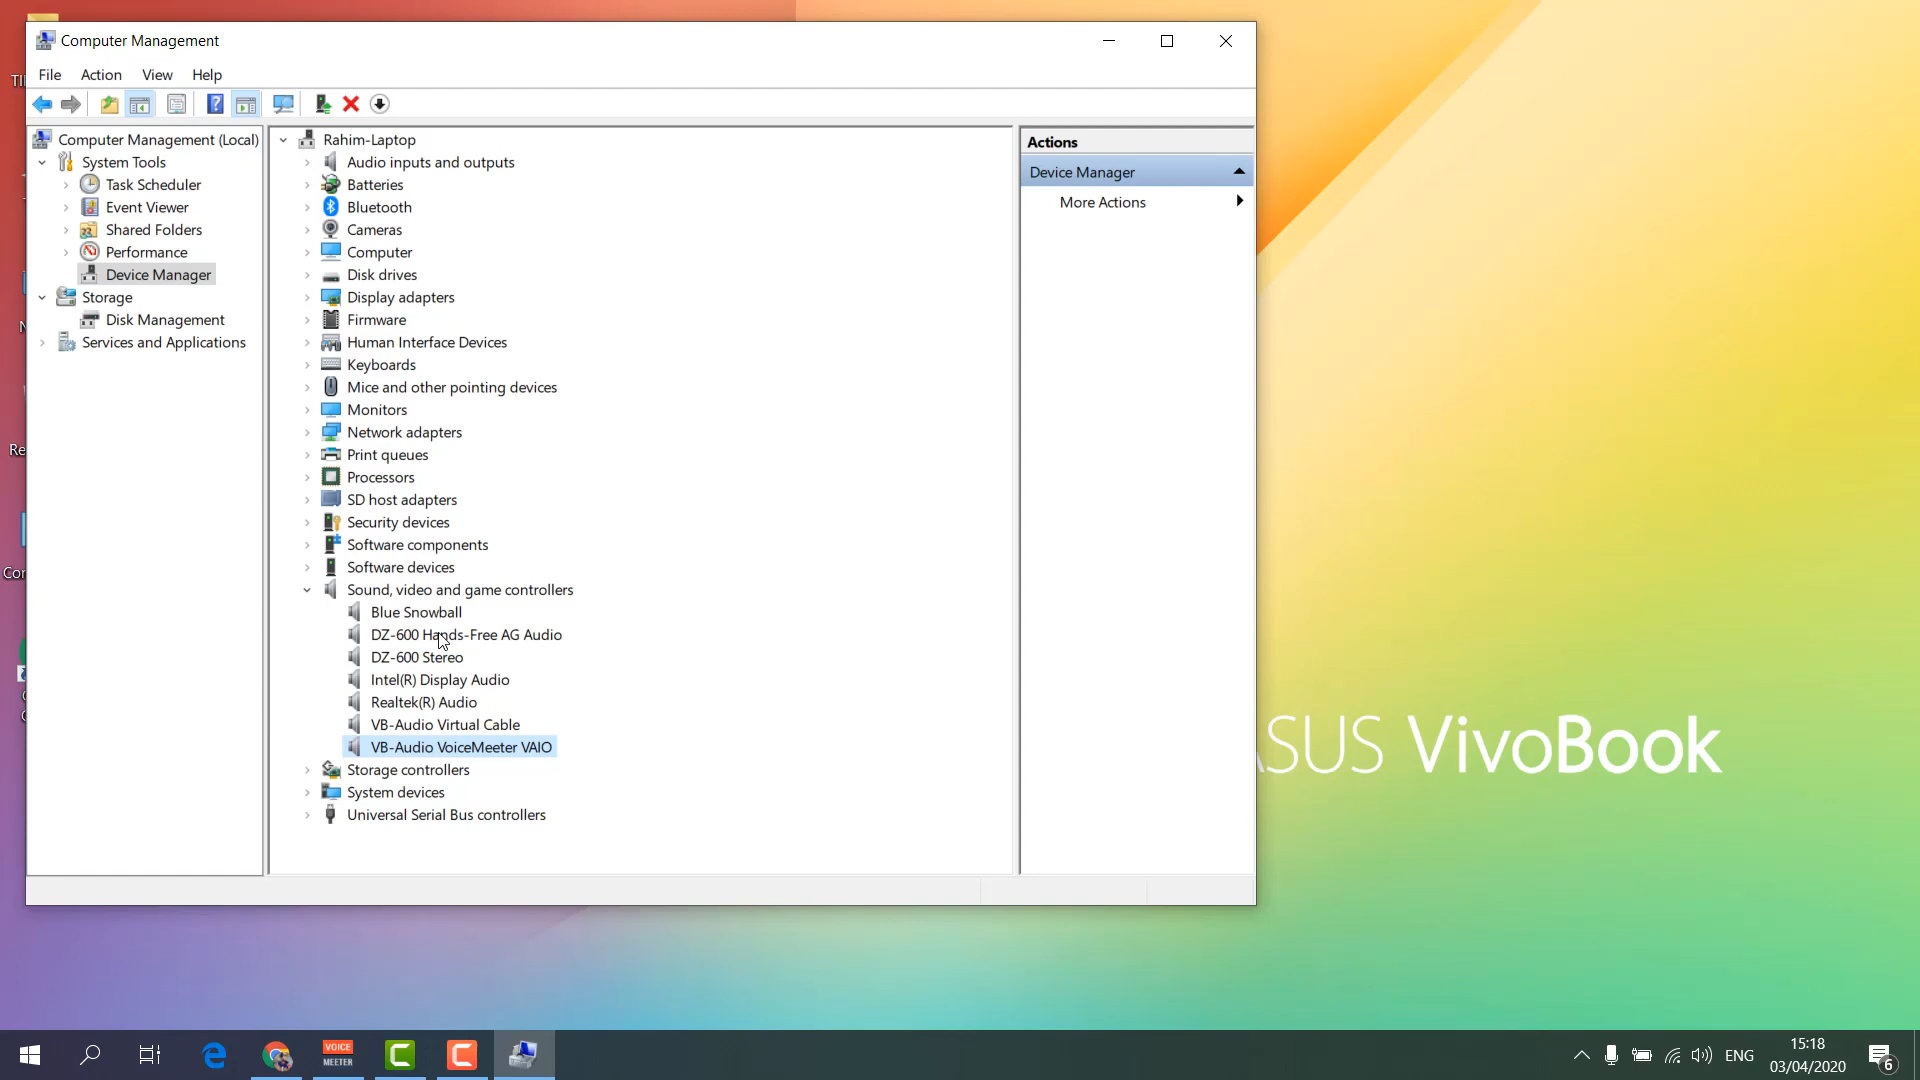 Computer Management
File Action View Help
Computer Management (Local)
System Tools
Task Scheduler
Event Viewer
Shared Folders
Performance
Device Manager
Storage
Disk Management
Services and Applications
Rahim-Laptop
Audio inputs and outputs
Batteries
Bluetooth
Cameras
Computer
Disk drives
Display adapters
Firmware
Human Interface Devices
Keyboards
Mice and other pointing devices
Monitors
Network adapters
Print queues
Processors
SD host adapters
Security devices
Software components
Software devices
Sound, video and game controllers
Blue Snowball
DZ-600 Hands-Free AG Audio
DZ-600 Stereo
Intel(R) Display Audio
Realtek(R) Audio
VB-Audio Virtual Cable
VB-Audio VoiceMeeter VAIO
Storage controllers
System devices
Universal Serial Bus controllers
Actions
Device Manager
More Actions
SUS VivoBook
VOICE
MEETER
ENG
15:18
03/04/2020
6